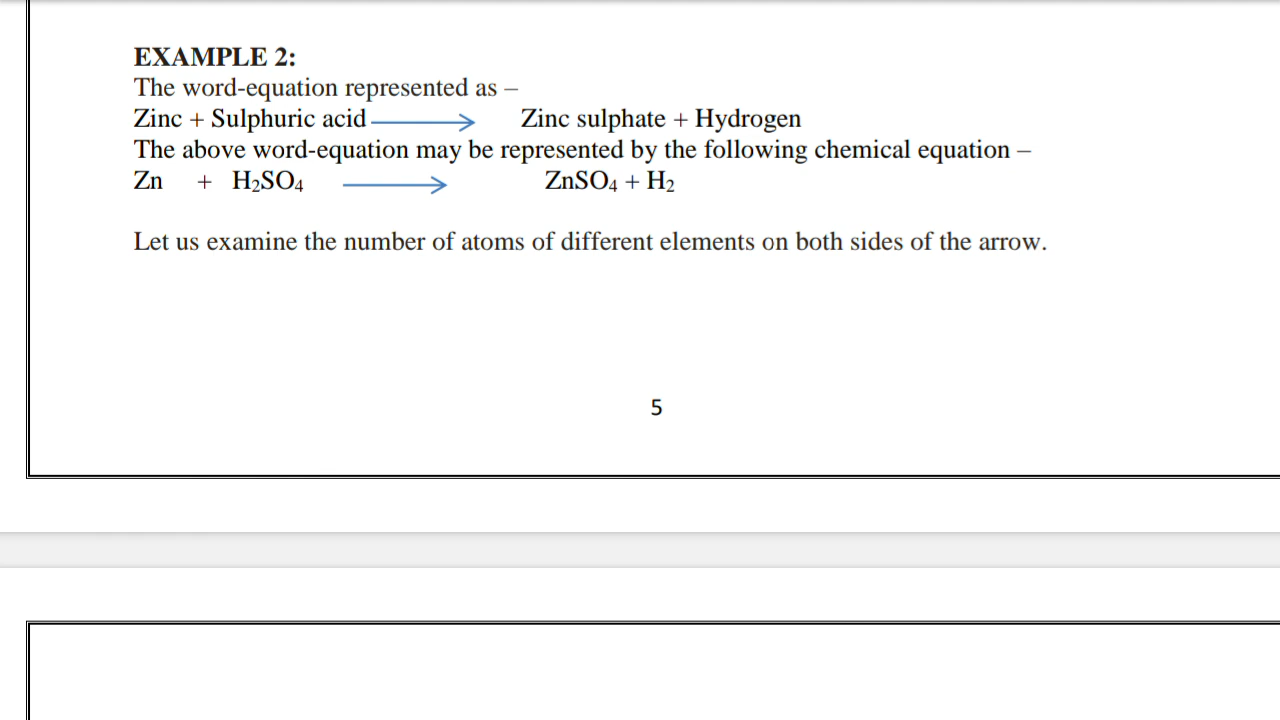 EXAMPLE 2:
The word-equation represented as –
Zinc + Sulphuric acid ⟶ Zinc sulphate + Hydrogen
The above word-equation may be represented by the following chemical equation –
Zn + H₂SO₄ ⟶ ZnSO₄ + H₂
Let us examine the number of atoms of different elements on both sides of the arrow.
5